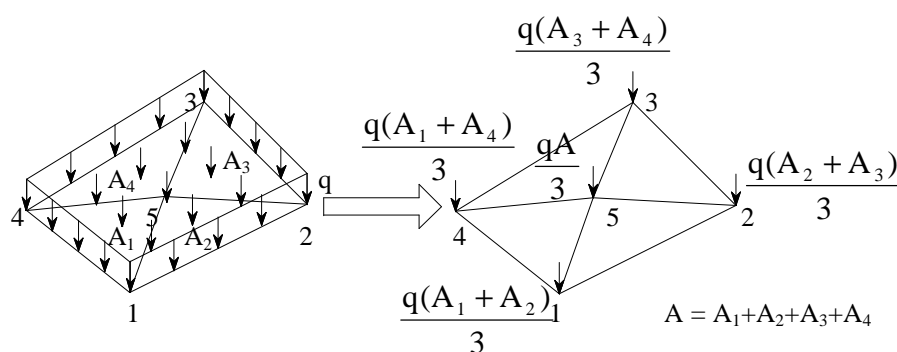 q(A₃ + A₄)/3
3
A₃
A₄
q
4
5
A₁
A₂
2
1
q(A₁ + A₄)/3
qA/3
3
q(A₂ + A₃)/3
4
5
2
1
q(A₁ + A₂)/3
A = A₁+A₂+A₃+A₄